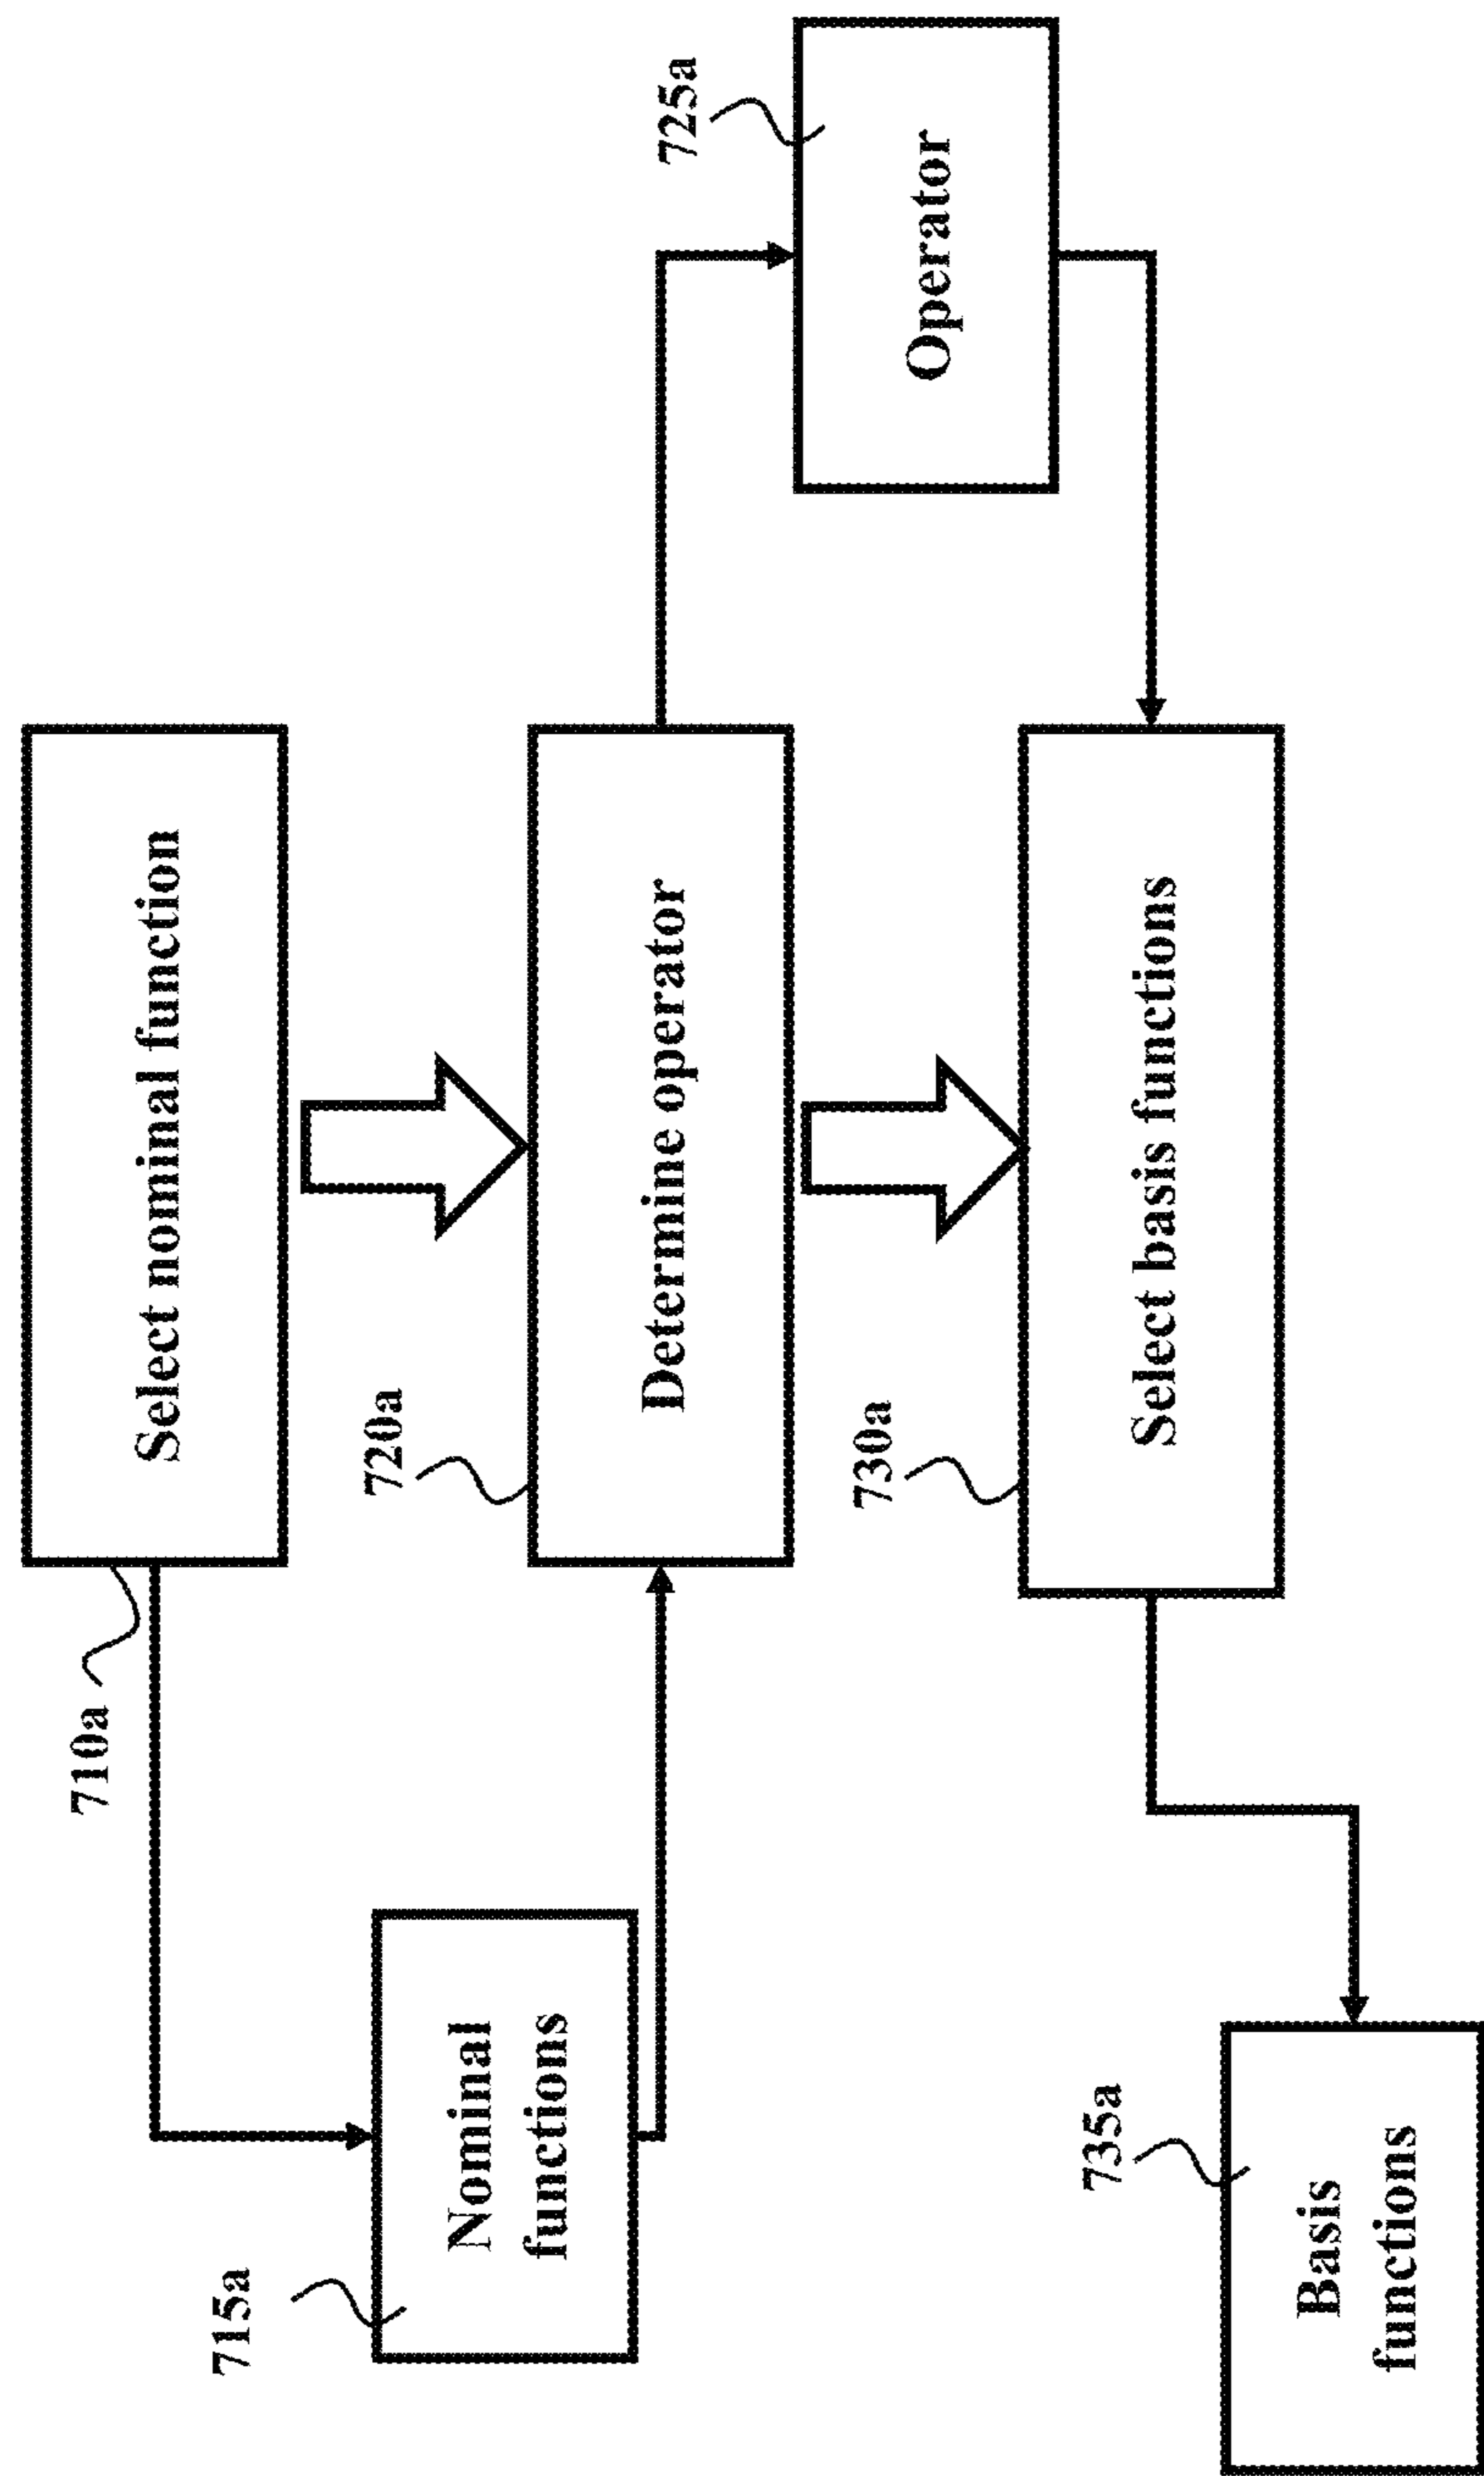 710a
Select nominal function
715a
Nominal
functions
720a
Determine operator
725a
Operator
730a
Select basis functions
735a
Basis
functions